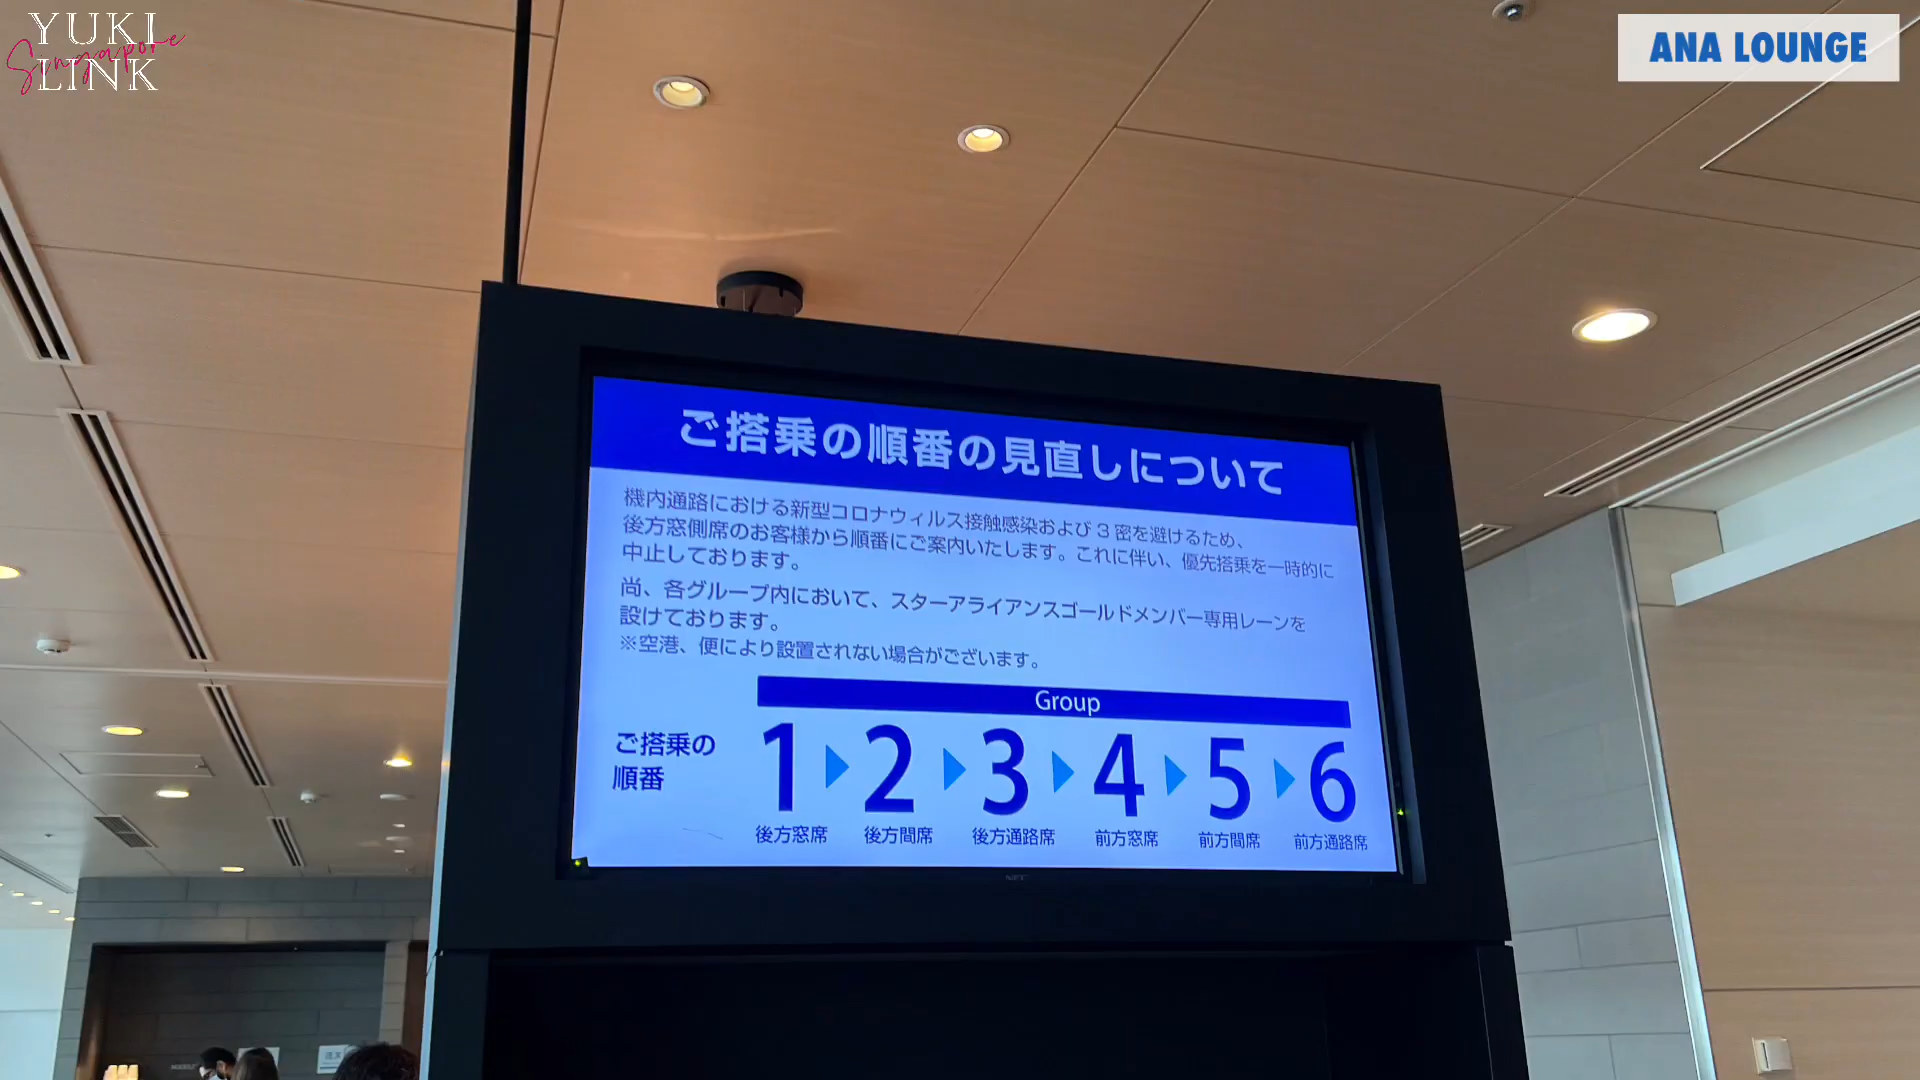 YUKI
Singapore
LINK
ANA LOUNGE
ご搭乗の順番の見直しについて
機内通路における新型コロナウィルス接触感染および3密を避けるため、
後方窓側席のお客様から順番にご案内いたします。これに伴い、優先搭乗を一時的に
中止しております。
尚、各グループ内において、スターアライアンスゴールドメンバー専用レーンを
設けております。
※空港、便により設置されない場合がございます。
Group
ご搭乗の
順番
1 2 3 4 5 6
後方窓席 後方間席 後方通路席 前方窓席 前方間席 前方通路席
NEC